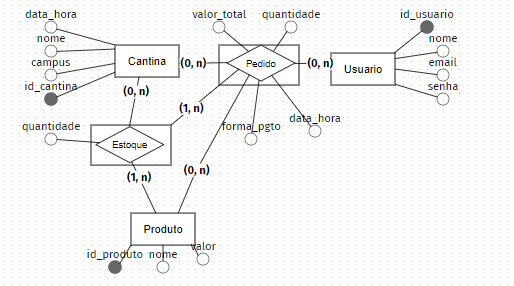 data_hora
valor_total
quantidade
id_usuario
nome
nome
campus
Cantina
(0, n)
Pedido
(0, n)
Usuario
email
id_cantina
(0, n)
senha
(1, n)
quantidade
forma_pgto
data_hora
Estoque
(1, n)
(0, n)
Produto
id_produto
nome
valor